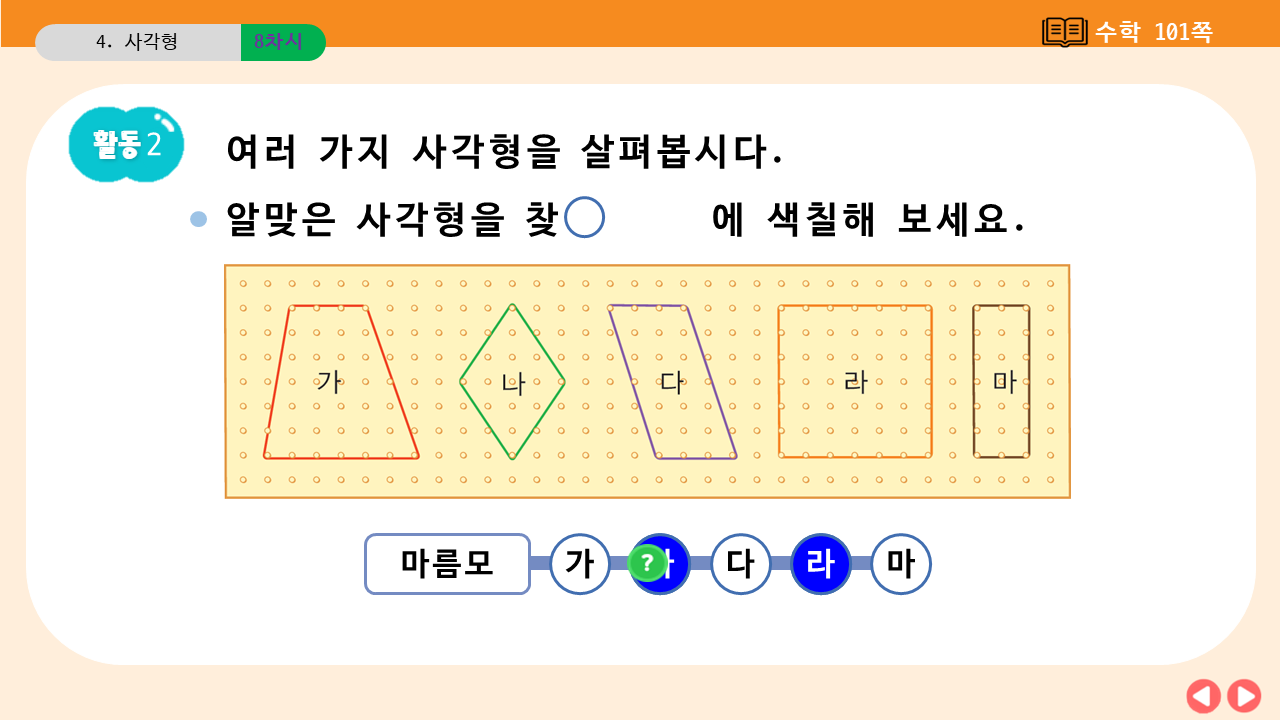 4. 사각형
8차시
수학 101쪽
활동 2
여러 가지 사각형을 살펴봅시다.
알맞은 사각형을 찾 에 색칠해 보세요.
가 나 다 라 마
마름모 가 ? 다 라 마